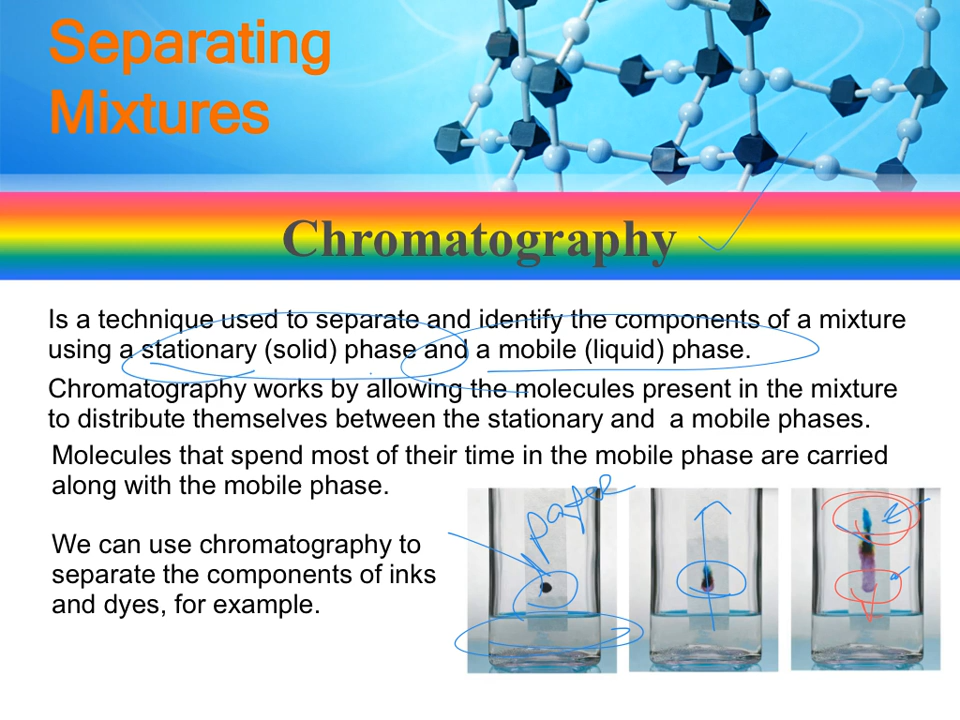 Separating
Mixtures
Chromatography
Is a technique used to separate and identify the components of a mixture
using a stationary (solid) phase and a mobile (liquid) phase.
Chromatography works by allowing the molecules present in the mixture
to distribute themselves between the stationary and a mobile phases.
Molecules that spend most of their time in the mobile phase are carried
along with the mobile phase.
We can use chromatography to
separate the components of inks
and dyes, for example.